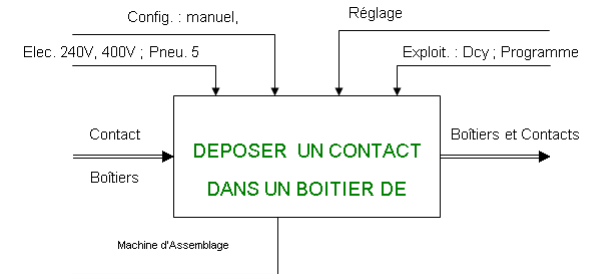 Config. : manuel,
Réglage
Elec. 240V, 400V ; Pneu. 5
Exploit. : Dcy ; Programme
Contact
Boîtiers et Contacts
DEPOSER UN CONTACT
Boîtiers
DANS UN BOITIER DE
Machine d'Assemblage